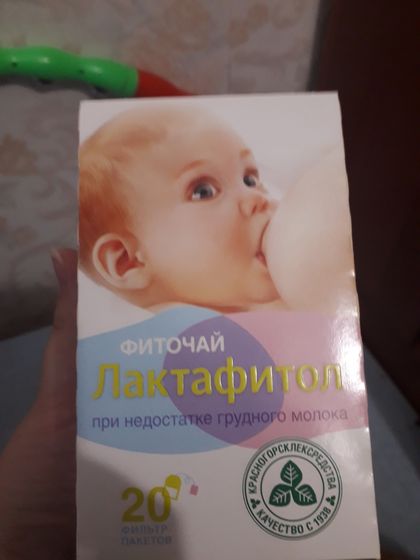 ФИТОЧАЙ
Лактафитол
при недостатке грудного молока
КРАСНОГОРСКЛЕКСРЕДСТВА
КАЧЕСТВО С 1938
20
ФИЛЬТР-
ПАКЕТОВ